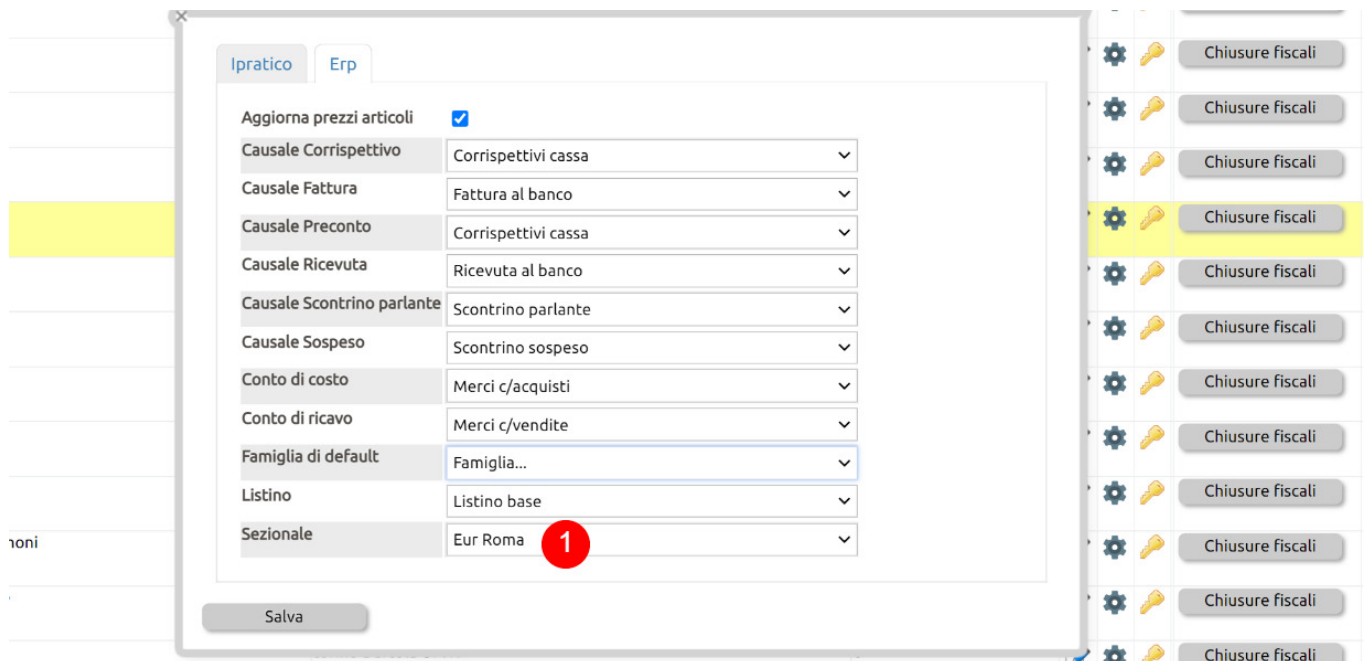 Chiusure fiscali
Ipratico Erp
Aggiorna prezzi articoli
Chiusure fiscali
Causale Corrispettivo Corrispettivi cassa
Chiusure fiscali
Causale Fattura Fattura al banco
Causale Preconto Corrispettivi cassa
Chiusure fiscali
Causale Ricevuta Ricevuta al banco
Chiusure fiscali
Causale Scontrino parlante Scontrino parlante
Chiusure fiscali
Causale Sospeso Scontrino sospeso
Conto di costo Merci c/acquisti
Chiusure fiscali
Conto di ricavo Merci c/vendite
Chiusure fiscali
Famiglia di default Famiglia...
Listino Listino base
Chiusure fiscali
Sezionale Eur Roma 1
noni
Chiusure fiscali
Salva
Chiusure fiscali
Chiusure fiscali